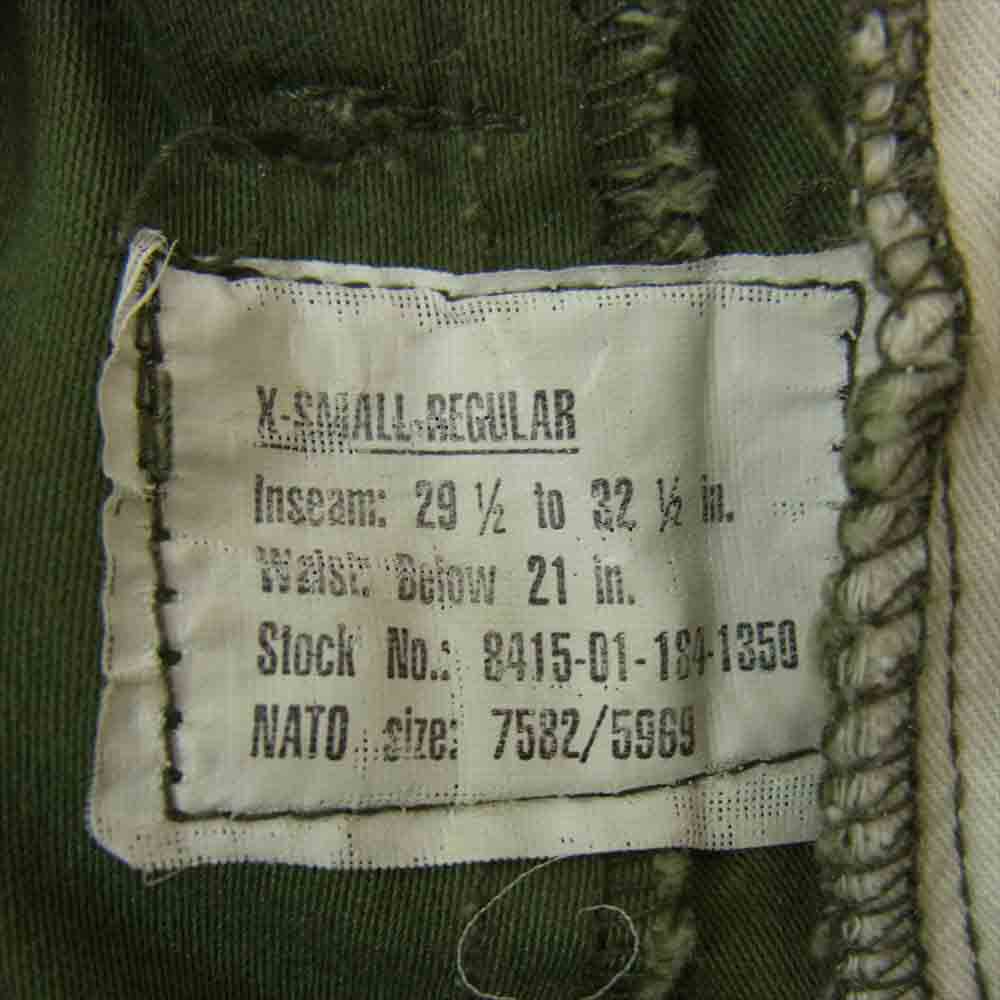 X-SMALL-REGULAR
Inseam: 29 ½ to 32 ½ in.
Waist: Below 21 in.
Stock No.: 8415-01-184-1350
NATO size: 7582/5969